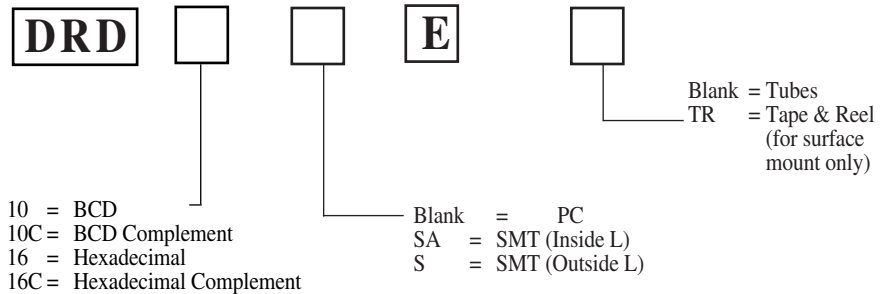 DRD E
Blank = Tubes
TR = Tape & Reel
(for surface
mount only)
10 = BCD
10C = BCD Complement
16 = Hexadecimal
16C = Hexadecimal Complement
Blank = PC
SA = SMT (Inside L)
S = SMT (Outside L)